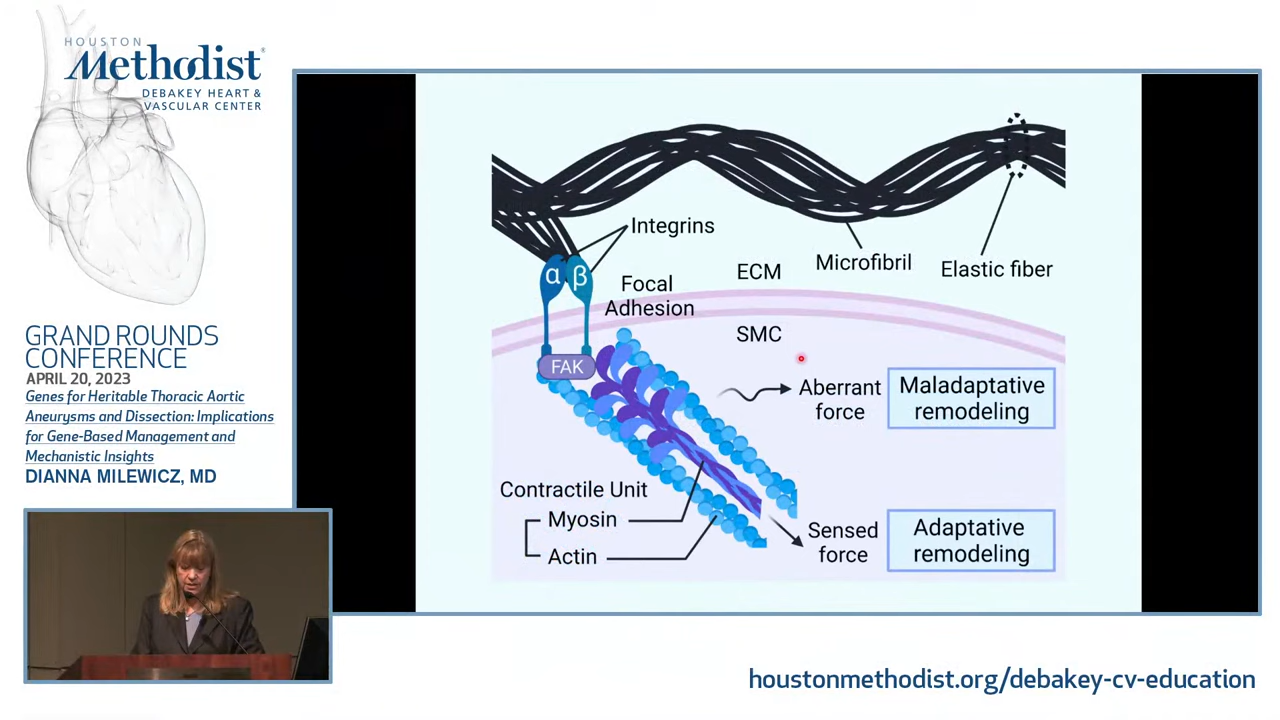 HOUSTON
Methodist®
DEBAKEY HEART &
VASCULAR CENTER
GRAND ROUNDS
CONFERENCE
APRIL 20, 2023
Genes for Heritable Thoracic Aortic
Aneurysms and Dissection: Implications
for Gene-Based Management and
Mechanistic Insights
DIANNA MILEWICZ, MD
Integrins
Microfibril
Elastic fiber
α β
ECM
Focal
Adhesion
SMC
FAK
Aberrant
force
Maladaptative
remodeling
Contractile Unit
Myosin
Actin
Sensed
force
Adaptative
remodeling
houstonmethodist.org/debakey-cv-education